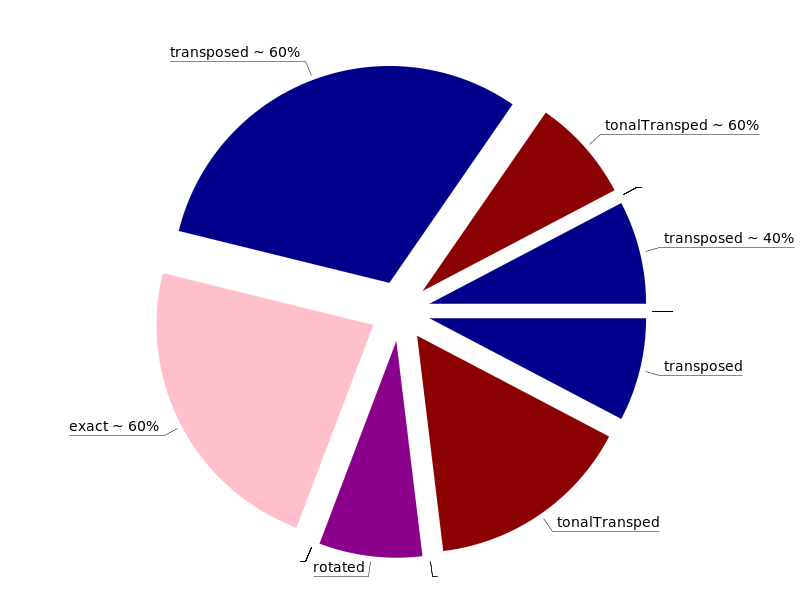 transposed ~ 60%
tonalTransped ~ 60%
transposed ~ 40%
transposed
exact ~ 60%
tonalTransped
rotated